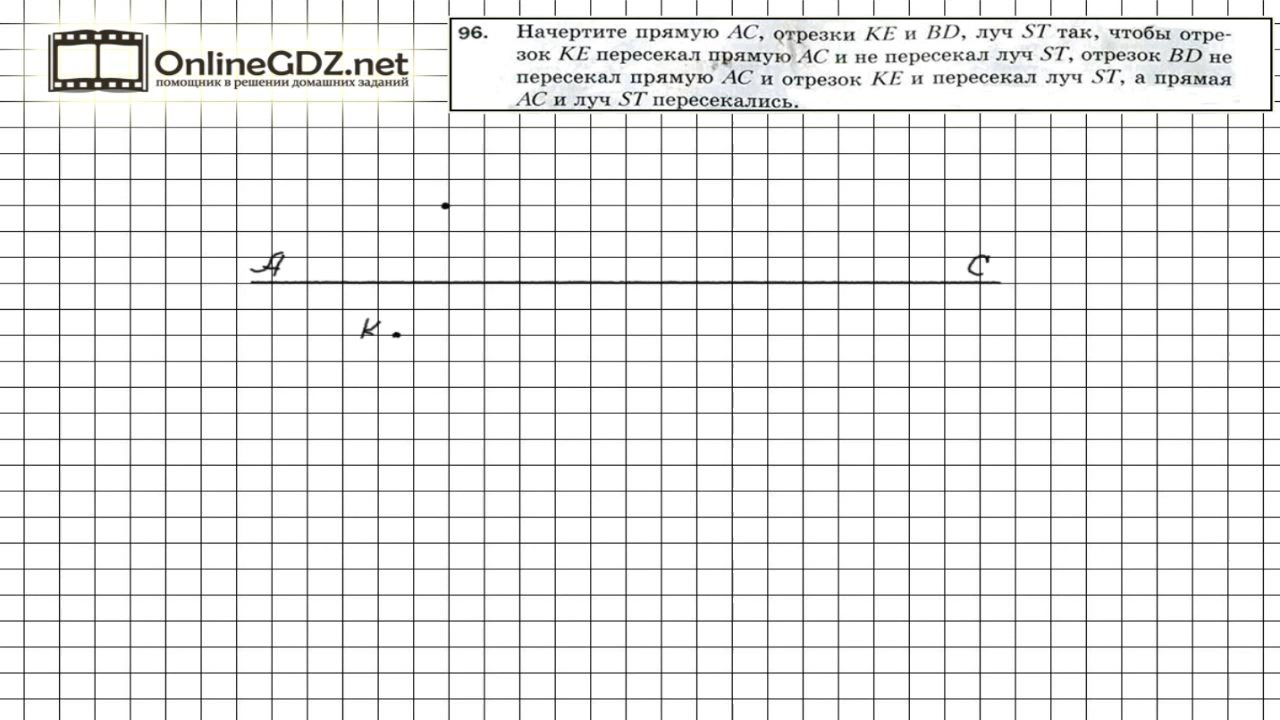 OnlineGDZ.net
помощник в решении домашних заданий
96. Начертите прямую AC, отрезки KE и BD, луч ST так, чтобы отре-
зок KE пересекал прямую AC и не пересекал луч ST, отрезок BD не
пересекал прямую AC и отрезок KE и пересекал луч ST, а прямая
AC и луч ST пересекались.
A C
K